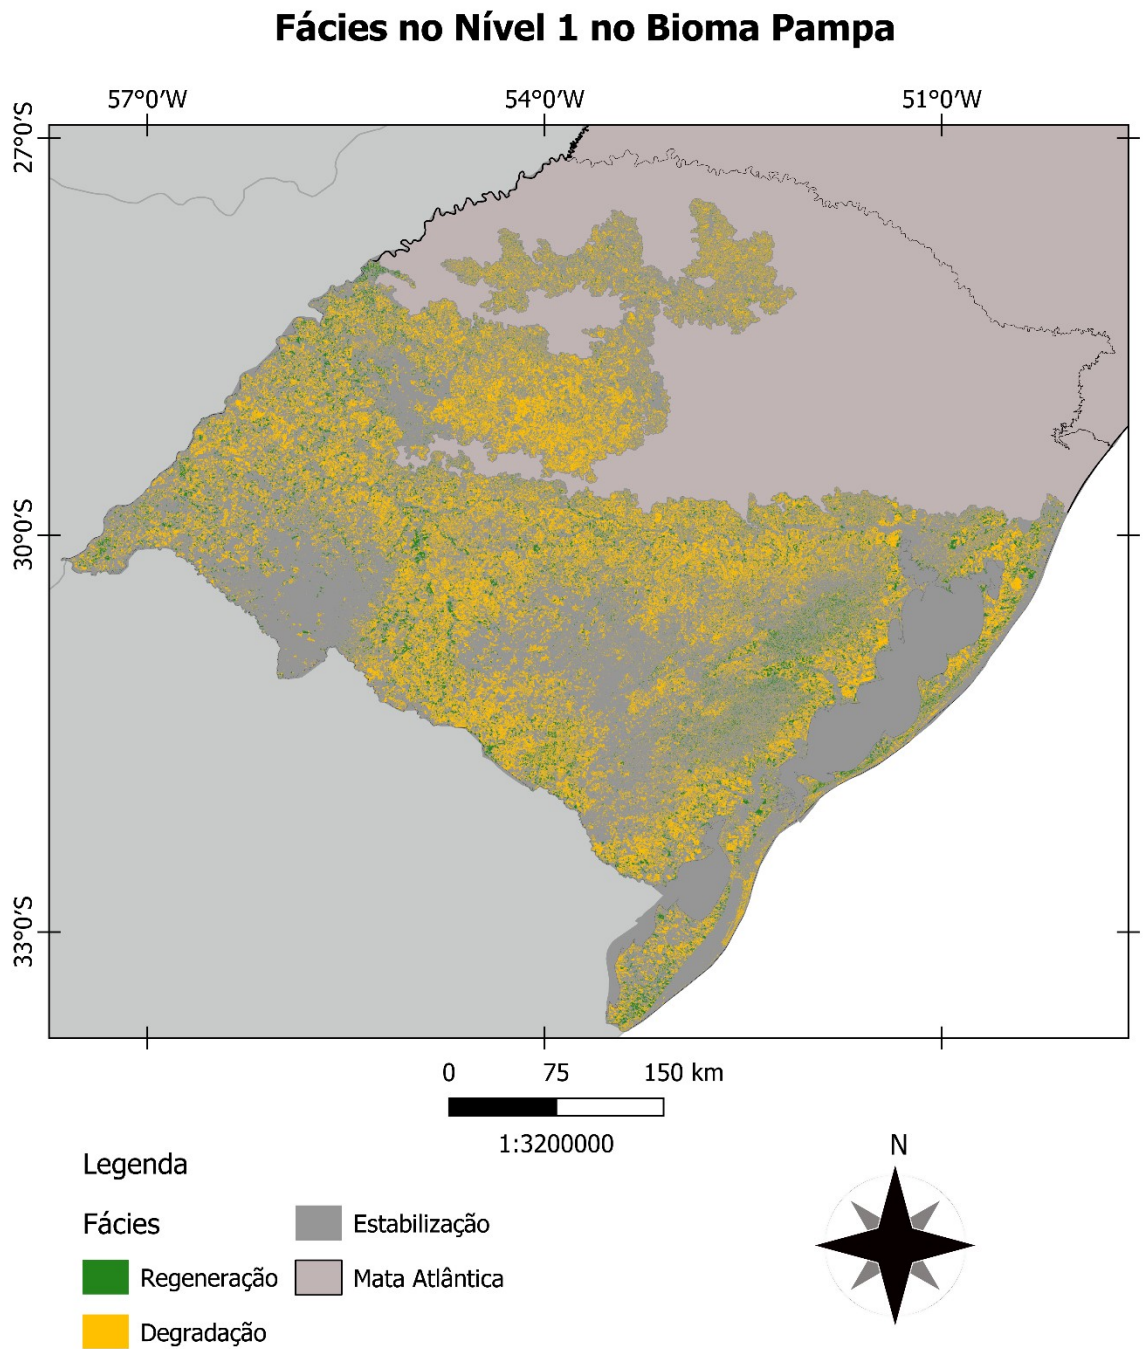 Fácies no Nível 1 no Bioma Pampa
57°0′W 54°0′W 51°0′W
27°0′S
30°0′S
33°0′S
0 75 150 km
1:3200000
N
Legenda
Fácies
Regeneração
Degradação
Estabilização
Mata Atlântica